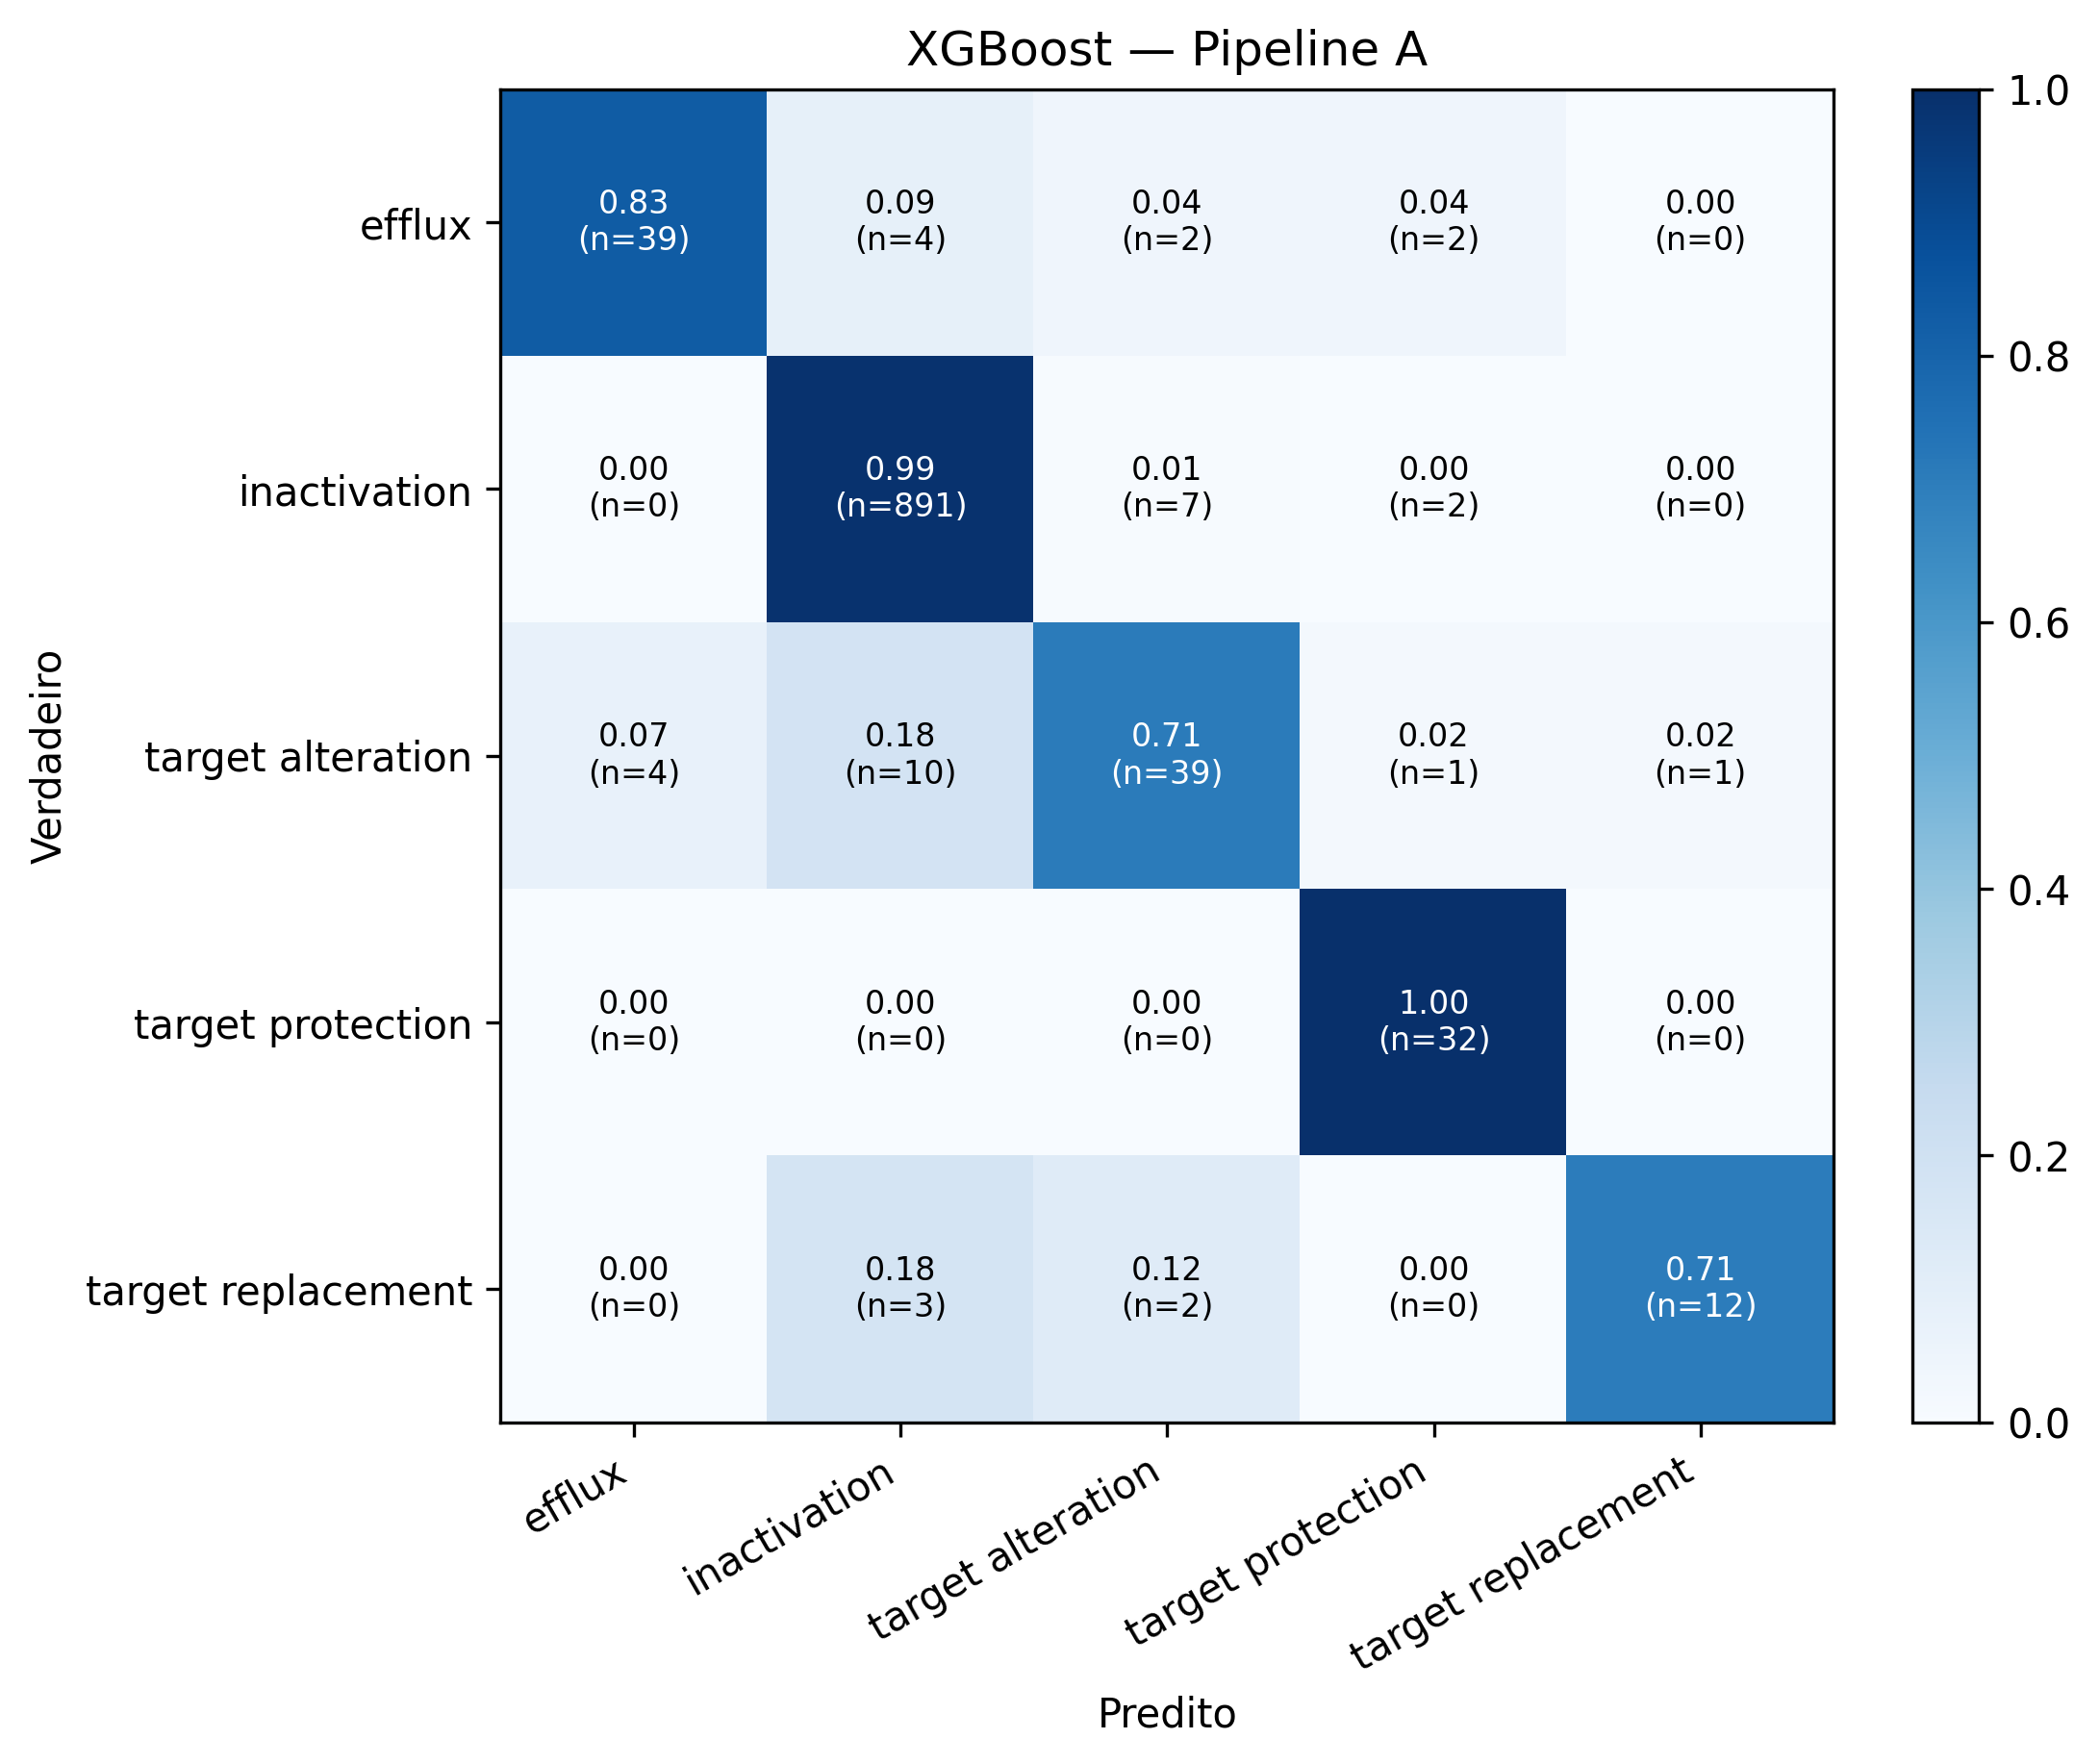 XGBoost — Pipeline A
efflux
0.83
(n=39)
0.09
(n=4)
0.04
(n=2)
0.04
(n=2)
0.00
(n=0)
inactivation
0.00
(n=0)
0.99
(n=891)
0.01
(n=7)
0.00
(n=2)
0.00
(n=0)
target alteration
0.07
(n=4)
0.18
(n=10)
0.71
(n=39)
0.02
(n=1)
0.02
(n=1)
target protection
0.00
(n=0)
0.00
(n=0)
0.00
(n=0)
1.00
(n=32)
0.00
(n=0)
target replacement
0.00
(n=0)
0.18
(n=3)
0.12
(n=2)
0.00
(n=0)
0.71
(n=12)
Verdadeiro
efflux
inactivation
target alteration
target protection
target replacement
Predito
1.0
0.8
0.6
0.4
0.2
0.0